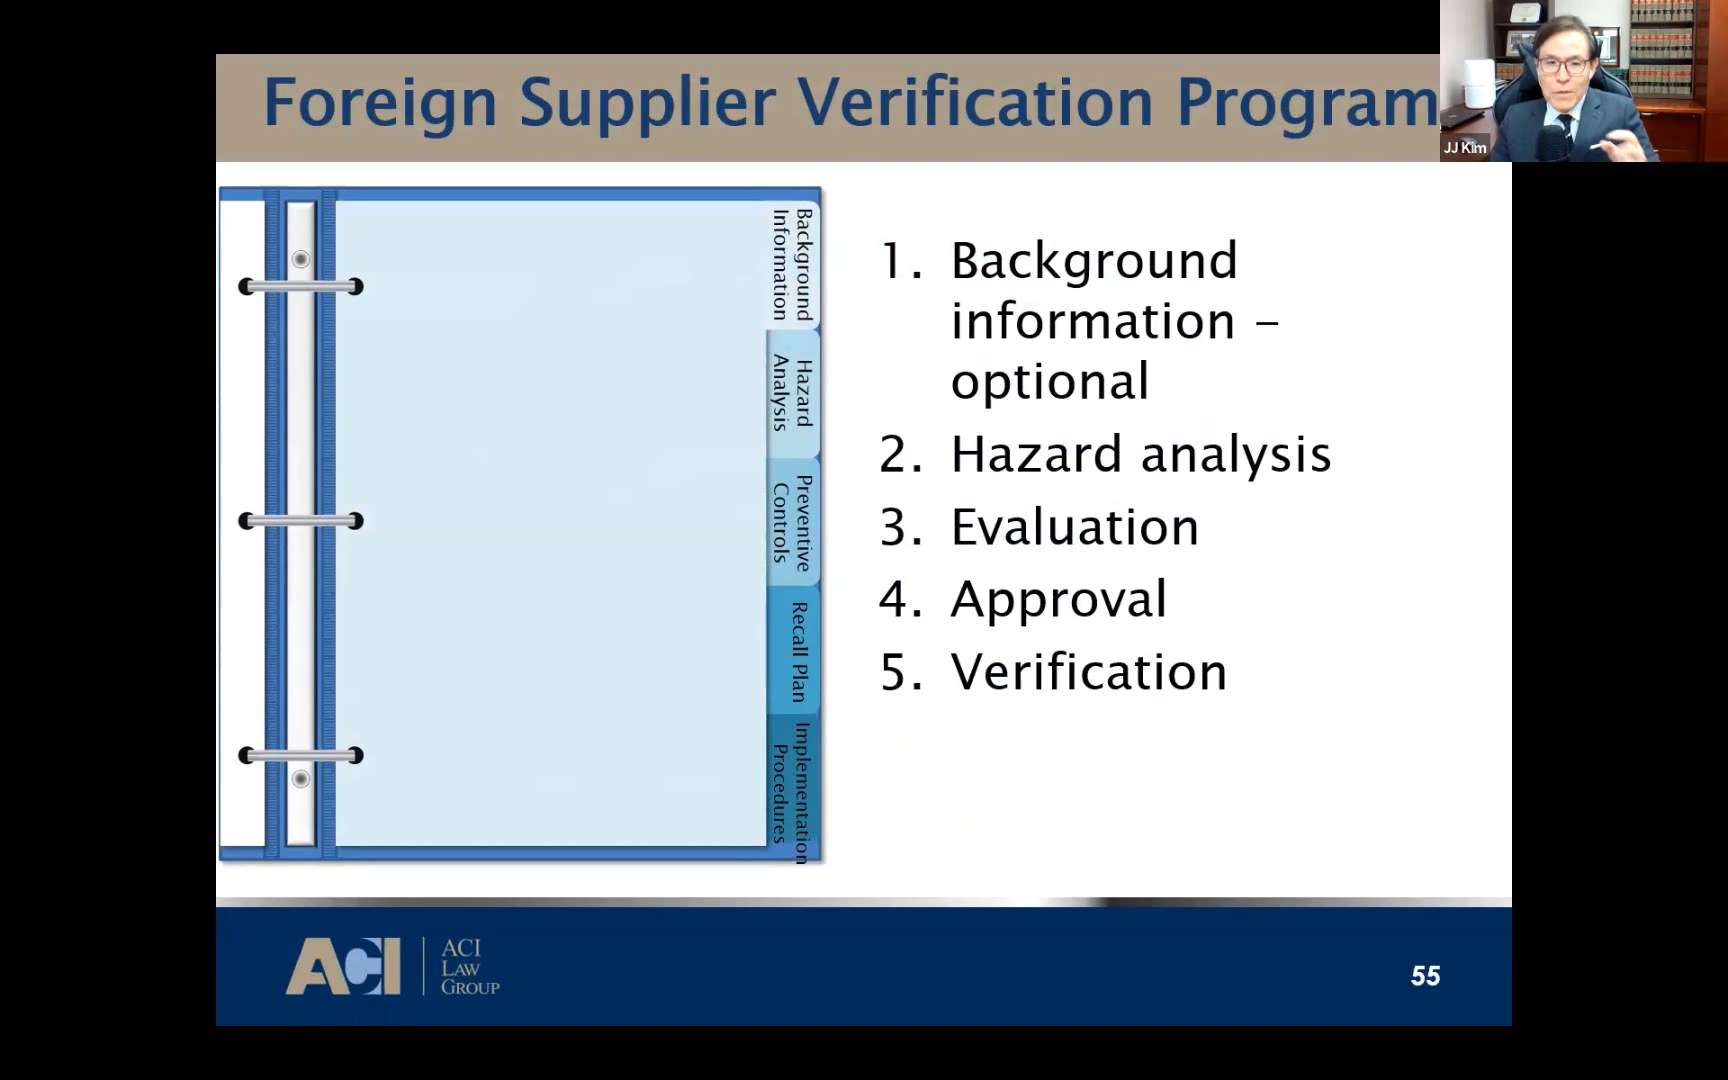 Foreign Supplier Verification Program
JJ Kim
Background
Information
Hazard
Analysis
Preventive
Controls
Recall Plan
Implementation
Procedures
1. Background
information –
optional
2. Hazard analysis
3. Evaluation
4. Approval
5. Verification
ACI
ACI
LAW
GROUP
55